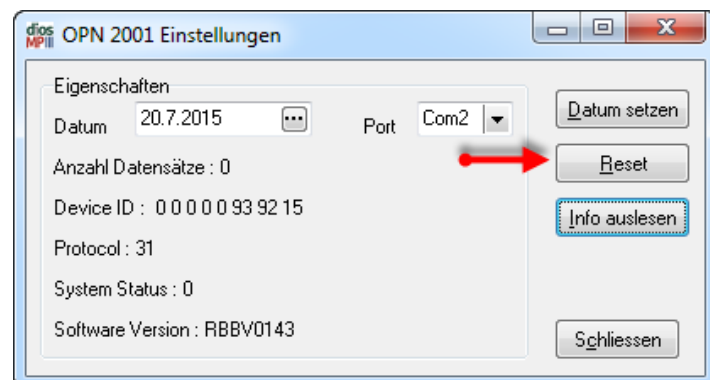 dios MPIII OPN 2001 Einstellungen
Eigenschaften
Datum 20.7.2015 ... Port Com2
Datum setzen
Anzahl Datensätze : 0
Reset
Device ID : 0 0 0 0 0 93 92 15
Info auslesen
Protocol : 31
System Status : 0
Software Version : RBBV0143
Schliessen